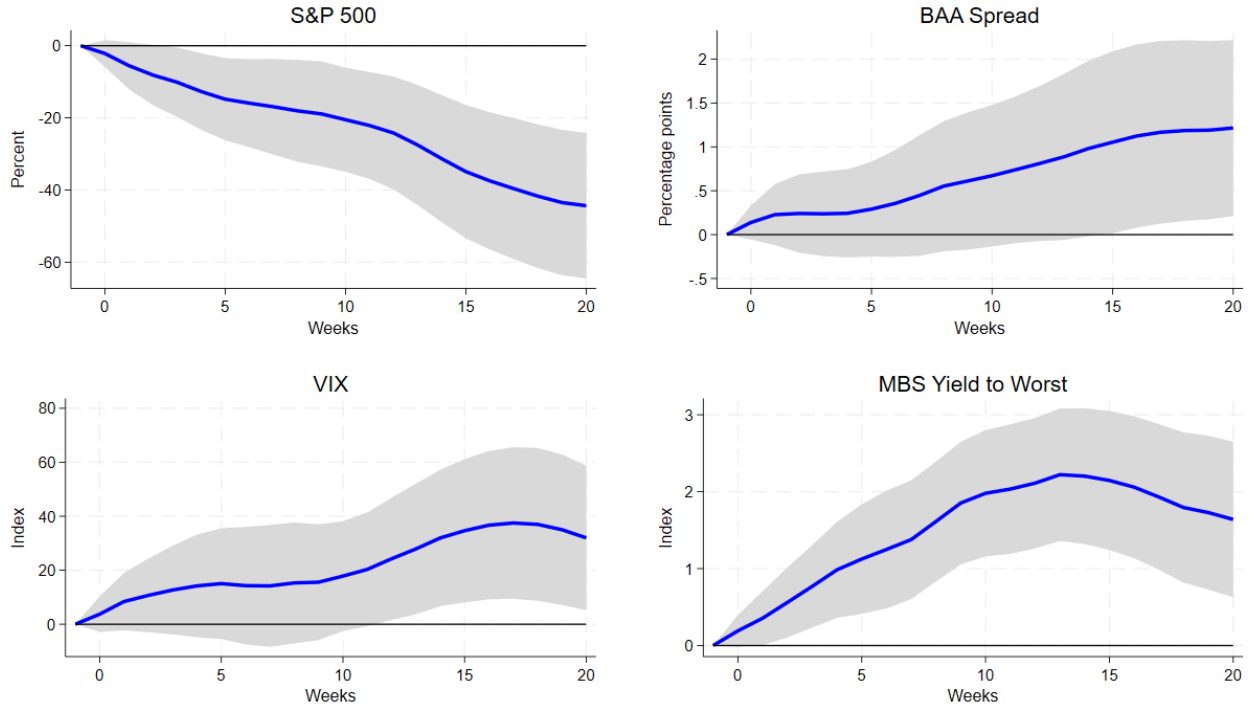 S&P 500
BAA Spread
0
-20
-40
-60
Percent
0 5 10 15 20
Weeks
2
1.5
1
.5
0
-.5
Percentage points
0 5 10 15 20
Weeks
VIX
MBS Yield to Worst
80
60
40
20
0
Index
0 5 10 15 20
Weeks
3
2
1
0
Index
0 5 10 15 20
Weeks